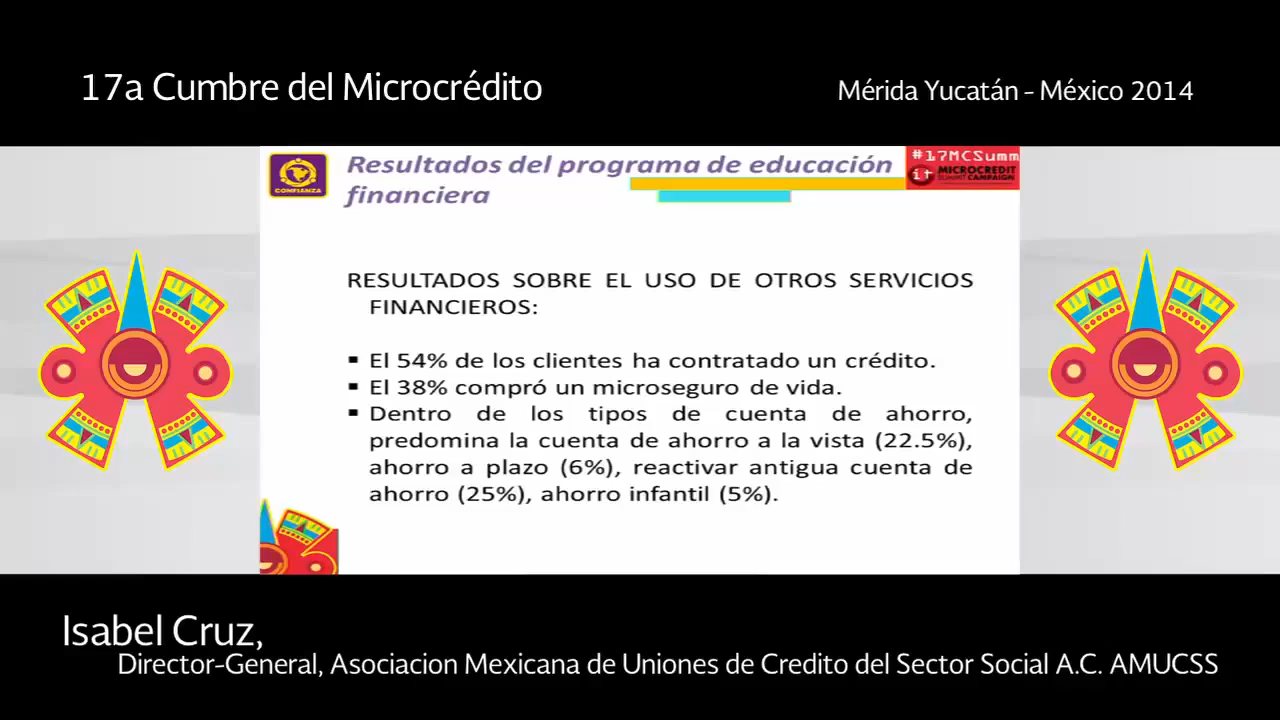 17a Cumbre del Microcrédito
Mérida Yucatán - México 2014
CONFIANZA
Resultados del programa de educación
financiera
#17MCSumm
it
MICROCREDIT
SUMMIT CAMPAIGN
RESULTADOS SOBRE EL USO DE OTROS SERVICIOS
FINANCIEROS:
▪ El 54% de los clientes ha contratado un crédito.
▪ El 38% compró un microseguro de vida.
▪ Dentro de los tipos de cuenta de ahorro,
predomina la cuenta de ahorro a la vista (22.5%),
ahorro a plazo (6%), reactivar antigua cuenta de
ahorro (25%), ahorro infantil (5%).
Isabel Cruz,
Director-General, Asociacion Mexicana de Uniones de Credito del Sector Social A.C. AMUCSS